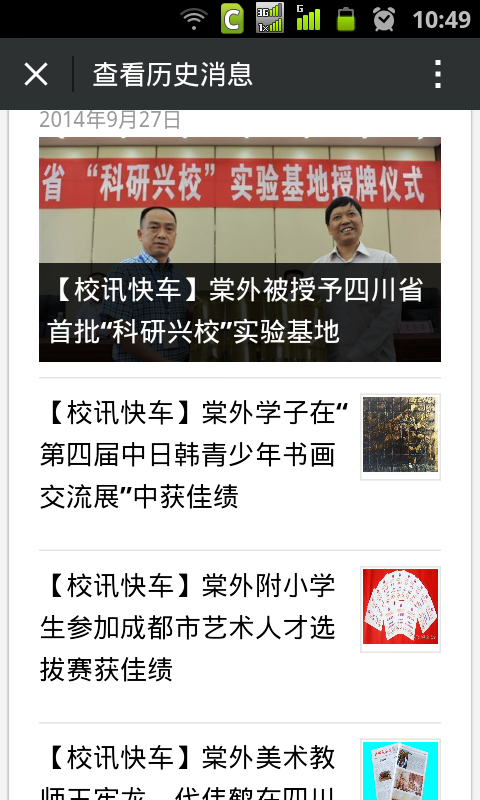 10:49
查看历史消息
2014年9月27日
省“科研兴校”实验基地授牌仪式
【校讯快车】棠外被授予四川省
首批“科研兴校”实验基地
【校讯快车】棠外学子在“
第四届中日韩青少年书画
交流展”中获佳绩
【校讯快车】棠外附小学
生参加成都市艺术人才选
拔赛获佳绩
【校讯快车】棠外美术教